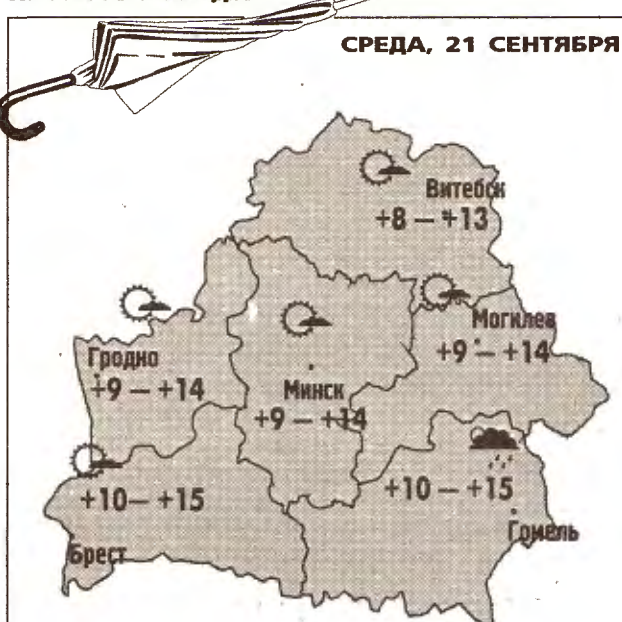 СРЕДА, 21 СЕНТЯБРЯ
Витебск
+8 — +13
Могилев
+9 — +14
Гродно
+9 — +14
Минск
+9 — +14
+10 — +15
Брест
+10 — +15
Гомель